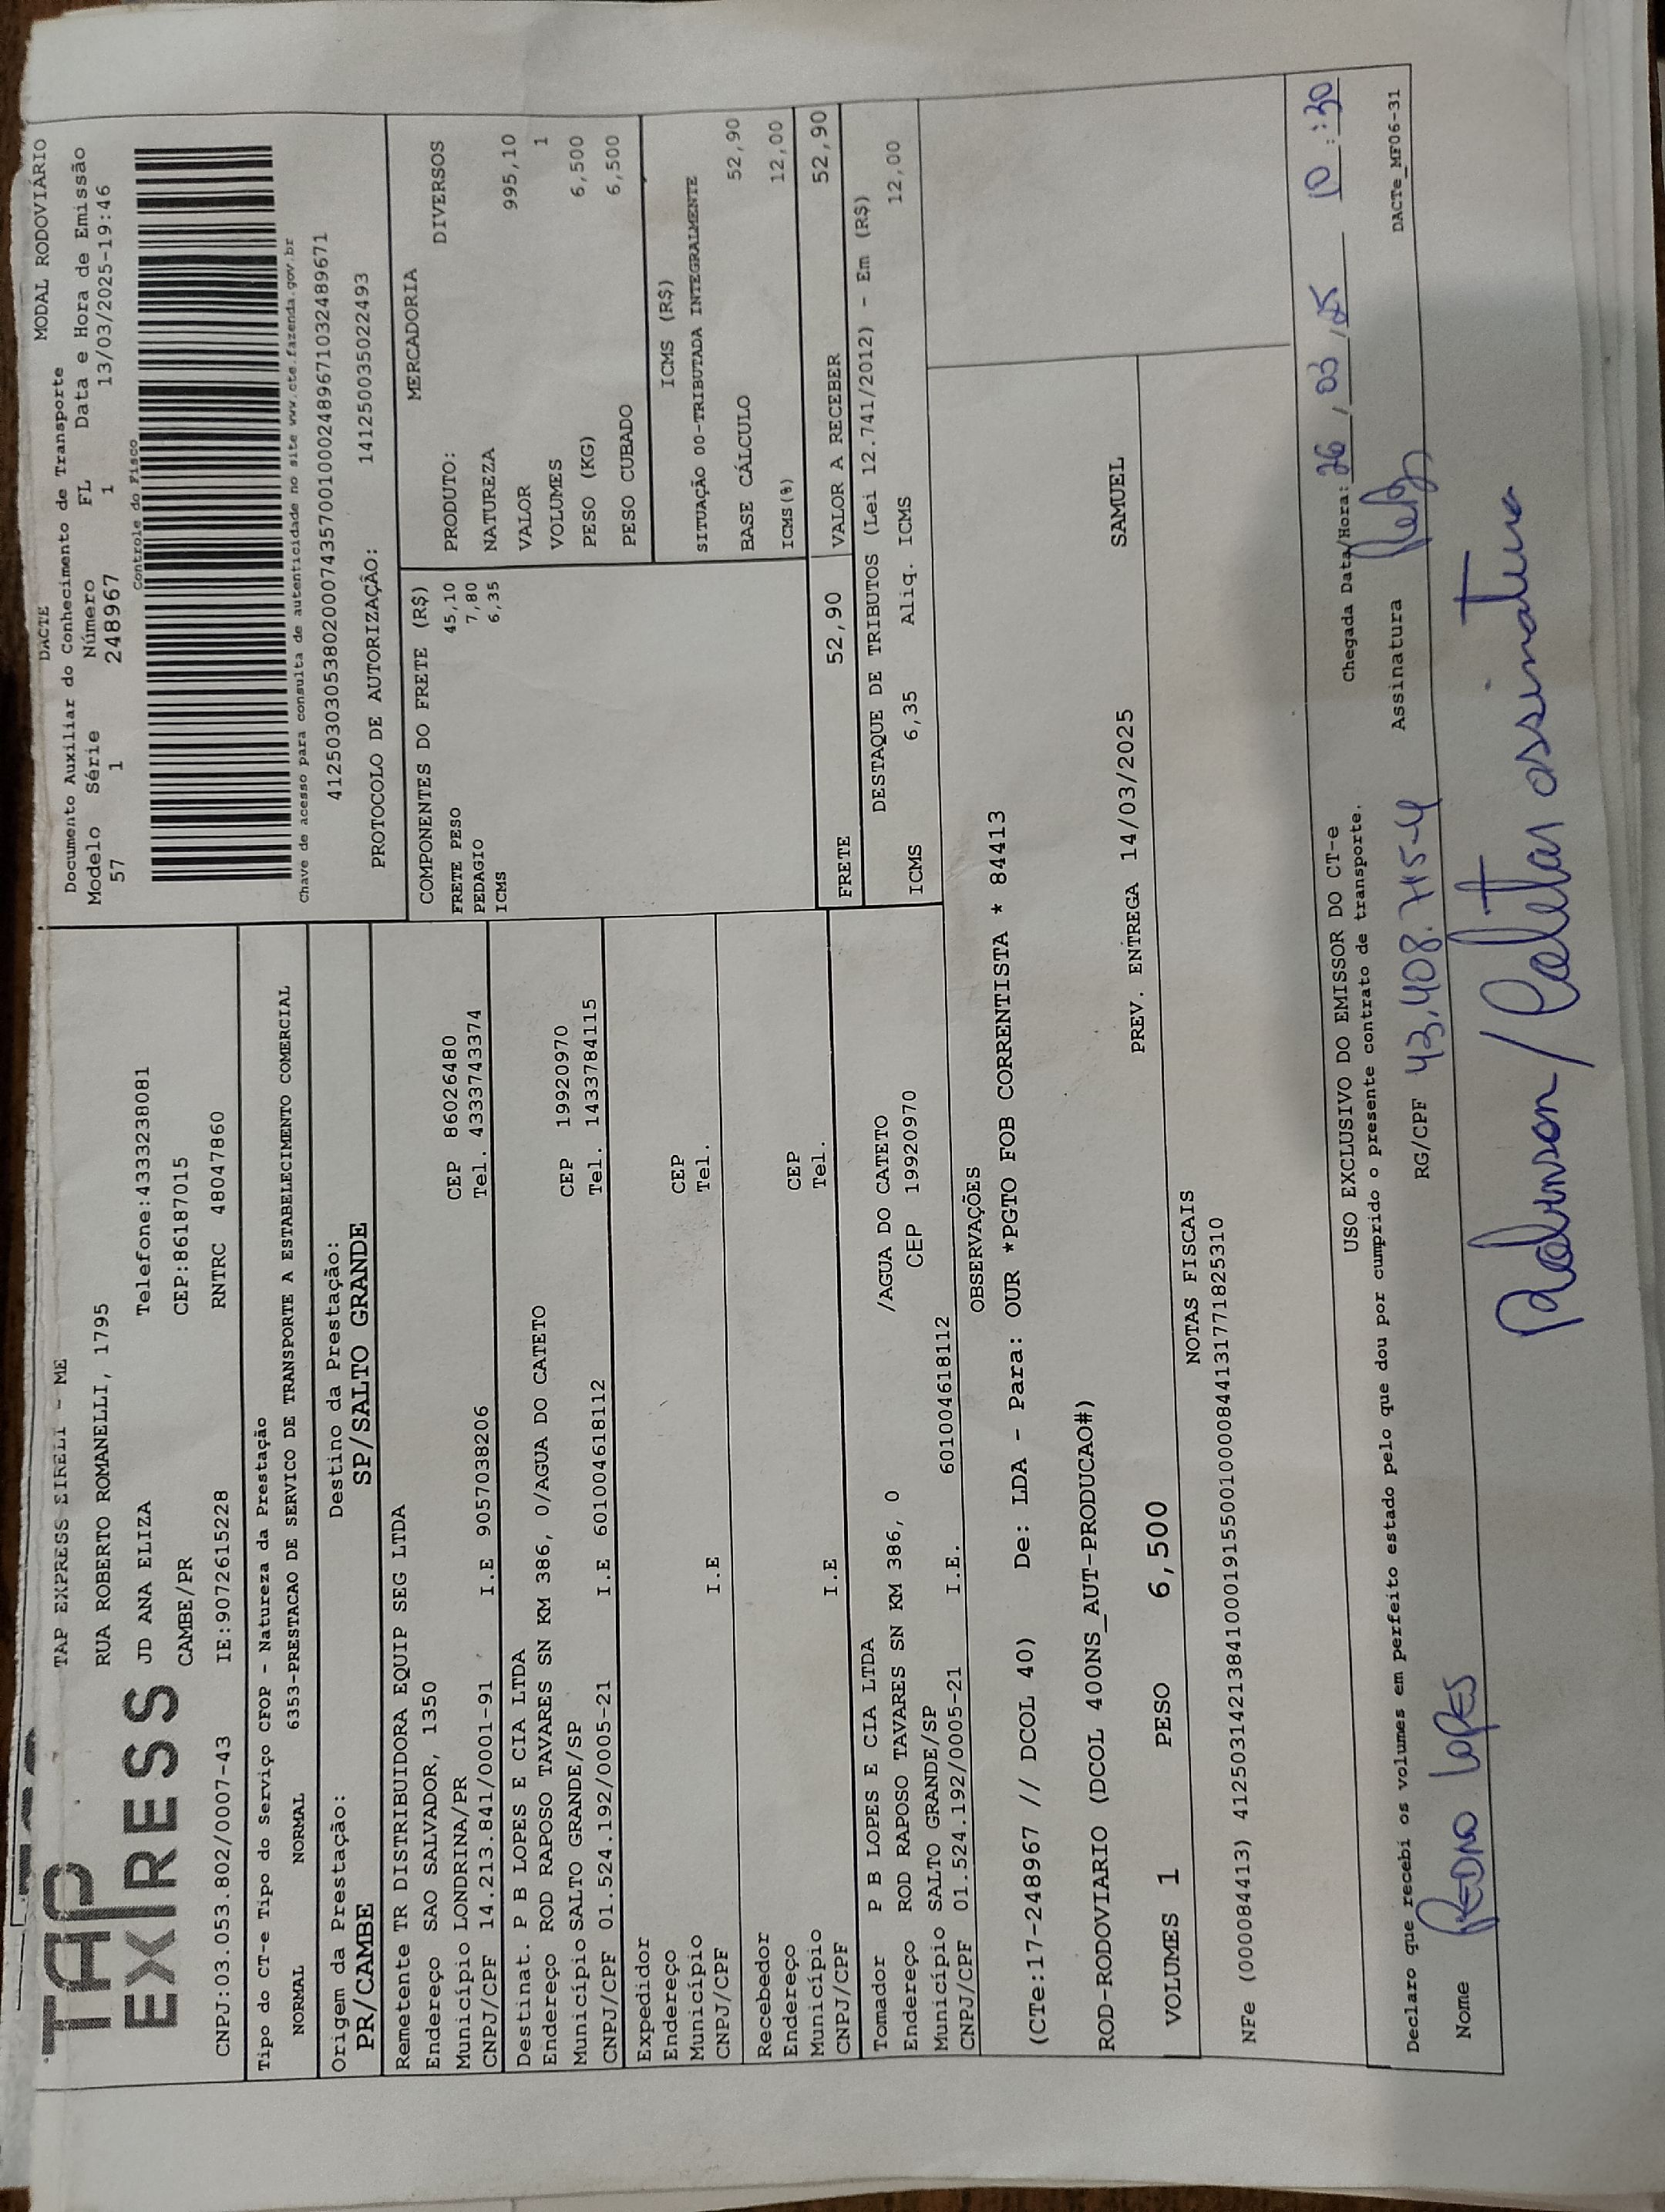 TAP
EXPRESS
TAP EXPRESS EIRELI - ME
RUA ROBERTO ROMANELLI, 1795
JD ANA ELIZA Telefone:4333238081
CAMBE/PR CEP:86187015
CNPJ:03.053.802/0007-43 IE:9072615228 RNTRC 48047860
DACTE MODAL RODOVIÁRIO
Documento Auxiliar do Conhecimento de Transporte
Modelo Série Número FL Data e Hora de Emissão
57 1 248967 1 13/03/2025-19:46
Controle do Fisco
Chave de acesso para consulta de autenticidade no site www.cte.fazenda.gov.br
41250303053802000743570010002489671032489671
PROTOCOLO DE AUTORIZAÇÃO: 141250035022493
Tipo do CT-e Tipo do Serviço CFOP - Natureza da Prestação
NORMAL NORMAL 6353-PRESTACAO DE SERVICO DE TRANSPORTE A ESTABELECIMENTO COMERCIAL
Origem da Prestação: Destino da Prestação:
PR/CAMBE SP/SALTO GRANDE
Remetente TR DISTRIBUIDORA EQUIP SEG LTDA
Endereço SAO SALVADOR, 1350 CEP 86026480
Município LONDRINA/PR Tel. 4333743374
CNPJ/CPF 14.213.841/0001-91 I.E 9057038206
Destinat. P B LOPES E CIA LTDA
Endereço ROD RAPOSO TAVARES SN KM 386, 0/AGUA DO CATETO CEP 19920970
Município SALTO GRANDE/SP Tel. 1433784115
CNPJ/CPF 01.524.192/0005-21 I.E 601004618112
Expedidor
Endereço CEP
Município Tel.
CNPJ/CPF I.E
Recebedor
Endereço CEP
Município Tel.
CNPJ/CPF I.E
Tomador P B LOPES E CIA LTDA
Endereço ROD RAPOSO TAVARES SN KM 386, 0 /AGUA DO CATETO
Município SALTO GRANDE/SP CEP 19920970
CNPJ/CPF 01.524.192/0005-21 I.E. 601004618112
COMPONENTES DO FRETE (R$)
FRETE PESO 45,10
PEDAGIO 7,80
ICMS 6,35
MERCADORIA
PRODUTO: DIVERSOS
NATUREZA
VALOR 995,10
VOLUMES 1
PESO (KG) 6,500
PESO CUBADO 6,500
ICMS (R$)
SITUAÇÃO 00-TRIBUTADA INTEGRALMENTE
BASE CÁLCULO 52,90
ICMS(%) 12,00
FRETE 52,90 VALOR A RECEBER 52,90
DESTAQUE DE TRIBUTOS (Lei 12.741/2012) - Em (R$)
ICMS 6,35 Aliq. ICMS 12,00
OBSERVAÇÕES
(CTe:17-248967 // DCOL 40) De: LDA - Para: OUR *PGTO FOB CORRENTISTA * 84413
ROD-RODOVIARIO (DCOL 400NS_AUT-PRODUCAO#)
PREV. ENTREGA 14/03/2025 SAMUEL
VOLUMES 1 PESO 6,500
NOTAS FISCAIS
NFe (000084413) 41250314213841000191550010000844131771825310
USO EXCLUSIVO DO EMISSOR DO CT-e
Chegada Data/Hora: 26/03/25 10:30
Declaro que recebi os volumes em perfeito estado pelo que dou por cumprido o presente contrato de transporte.
Nome PEDRO LOPES RG/CPF 43.408.715-4 Assinatura
DACTe_MF06-31
/ Coletar assinatura